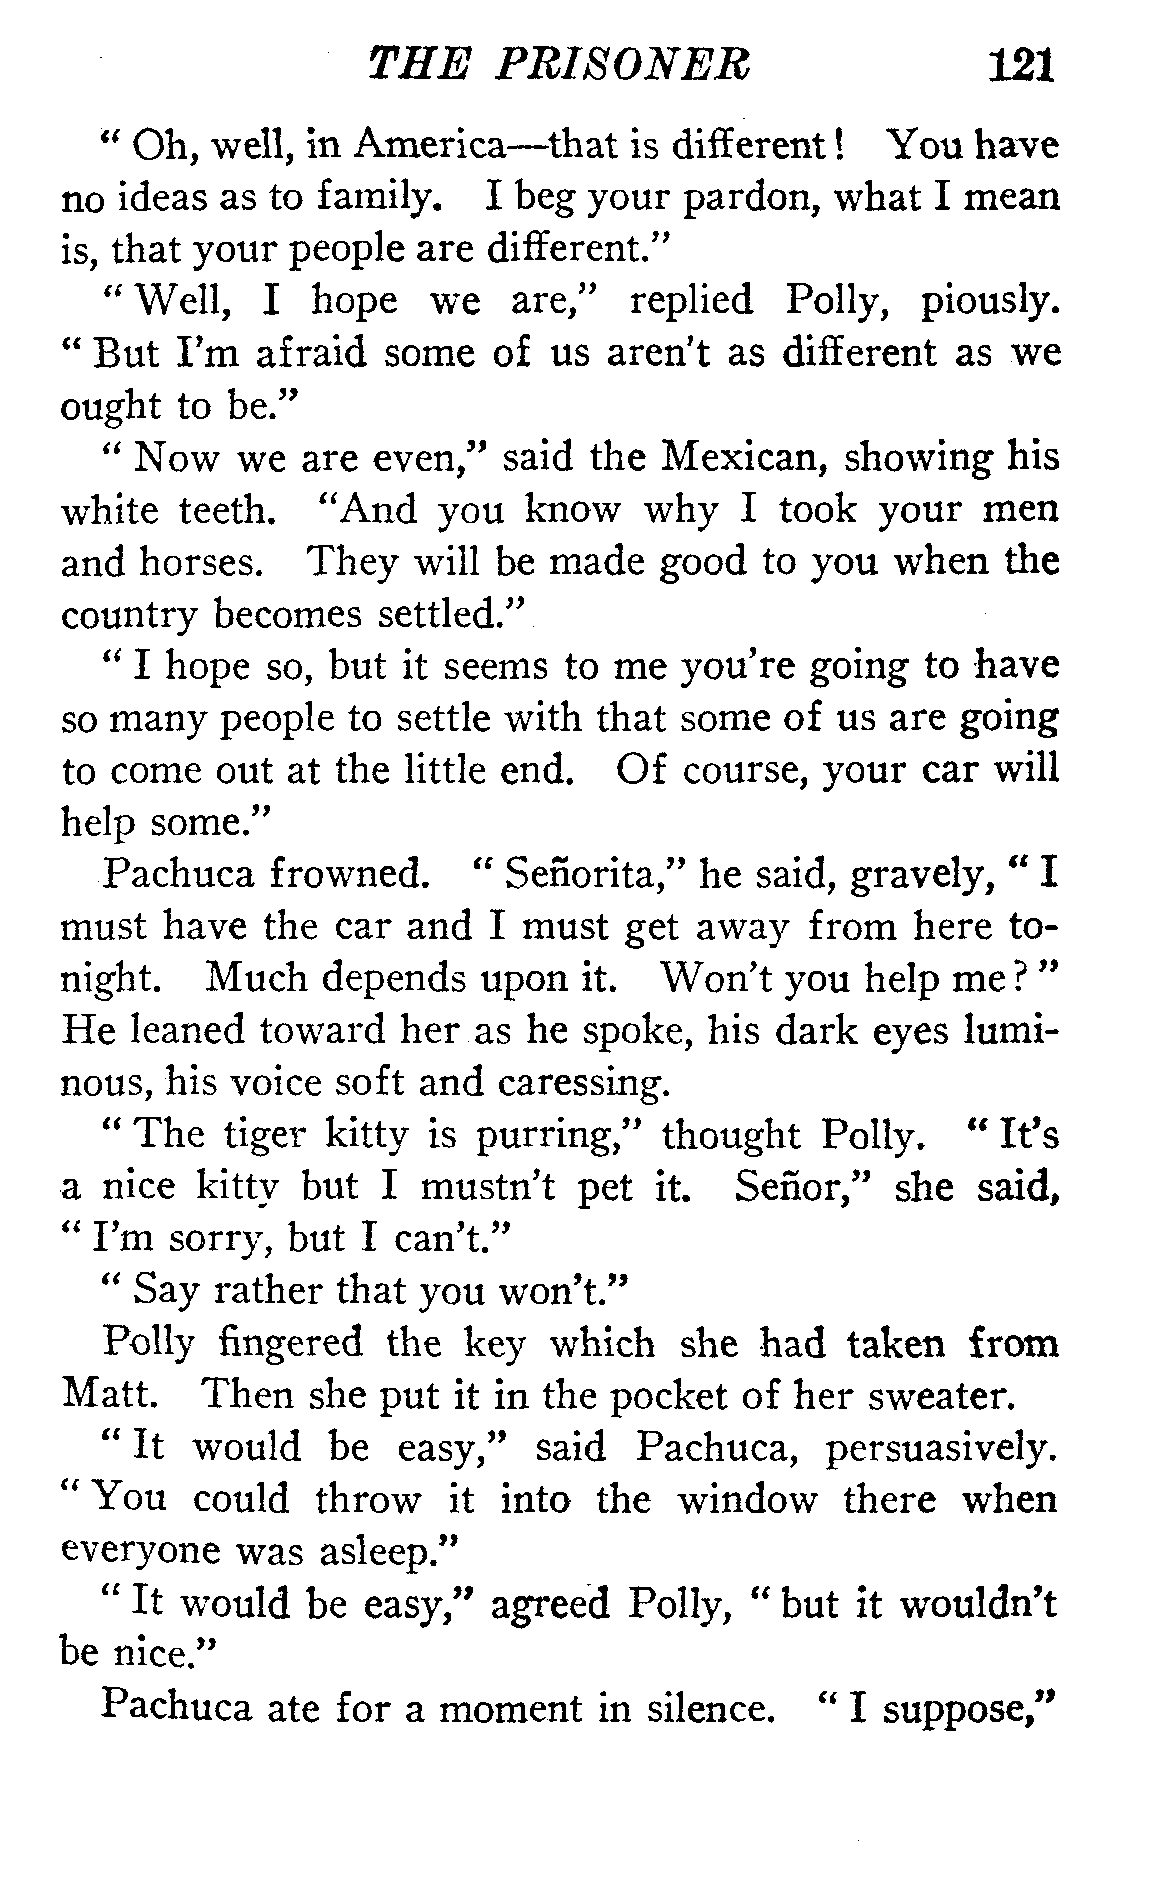 THE PRISONER 121
“ Oh, well, in America—that is different! You have
no ideas as to family. I beg your pardon, what I mean
is, that your people are different.”
“ Well, I hope we are,” replied Polly, piously.
“ But I’m afraid some of us aren’t as different as we
ought to be.”
“ Now we are even,” said the Mexican, showing his
white teeth. “And you know why I took your men
and horses. They will be made good to you when the
country becomes settled.”
“ I hope so, but it seems to me you’re going to have
so many people to settle with that some of us are going
to come out at the little end. Of course, your car will
help some.”
Pachuca frowned. “ Señorita,” he said, gravely, “ I
must have the car and I must get away from here to-
night. Much depends upon it. Won’t you help me? ”
He leaned toward her as he spoke, his dark eyes lumi-
nous, his voice soft and caressing.
“ The tiger kitty is purring,” thought Polly. “ It’s
a nice kitty but I mustn’t pet it. Señor,” she said,
“ I’m sorry, but I can’t.”
“ Say rather that you won’t.”
Polly fingered the key which she had taken from
Matt. Then she put it in the pocket of her sweater.
“ It would be easy,” said Pachuca, persuasively.
“ You could throw it into the window there when
everyone was asleep.”
“ It would be easy,” agreed Polly, “ but it wouldn’t
be nice.”
Pachuca ate for a moment in silence. “ I suppose,”